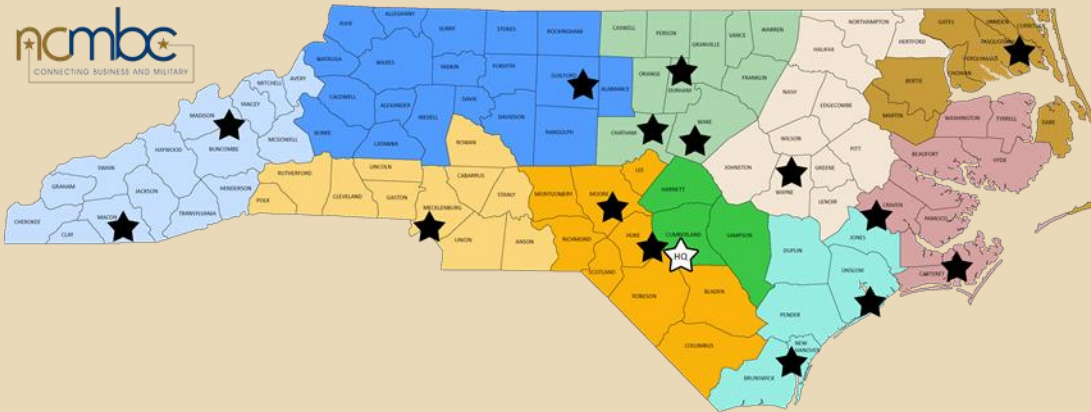 ncmbc
CONNECTING BUSINESS AND MILITARY
ASHE
ALLEGHANY
SURRY
STOKES
ROCKINGHAM
CASWELL
PERSON
GRANVILLE
VANCE
WARREN
NORTHAMPTON
HERTFORD
GATES
CAMDEN
CURRITUCK
PASQUOTANK
PERQUIMANS
CHOWAN
WATAUGA
WILKES
YADKIN
FORSYTH
GUILFORD
ALAMANCE
ORANGE
DURHAM
FRANKLIN
HALIFAX
BERTIE
MITCHELL
AVERY
YANCEY
CALDWELL
ALEXANDER
IREDELL
DAVIE
DAVIDSON
RANDOLPH
CHATHAM
WAKE
NASH
EDGECOMBE
MARTIN
WASHINGTON
TYRRELL
DARE
MADISON
BUNCOMBE
MCDOWELL
BURKE
CATAWBA
ROWAN
WILSON
PITT
BEAUFORT
HYDE
HAYWOOD
SWAIN
GRAHAM
JACKSON
HENDERSON
RUTHERFORD
LINCOLN
CABARRUS
STANLY
MONTGOMERY
MOORE
LEE
HARNETT
JOHNSTON
WAYNE
GREENE
LENOIR
CRAVEN
PAMLICO
CHEROKEE
CLAY
MACON
TRANSYLVANIA
POLK
CLEVELAND
GASTON
MECKLENBURG
UNION
ANSON
RICHMOND
HOKE
CUMBERLAND
HQ
SAMPSON
DUPLIN
JONES
ONSLOW
CARTERET
SCOTLAND
ROBESON
BLADEN
PENDER
COLUMBUS
NEW
HANOVER
BRUNSWICK